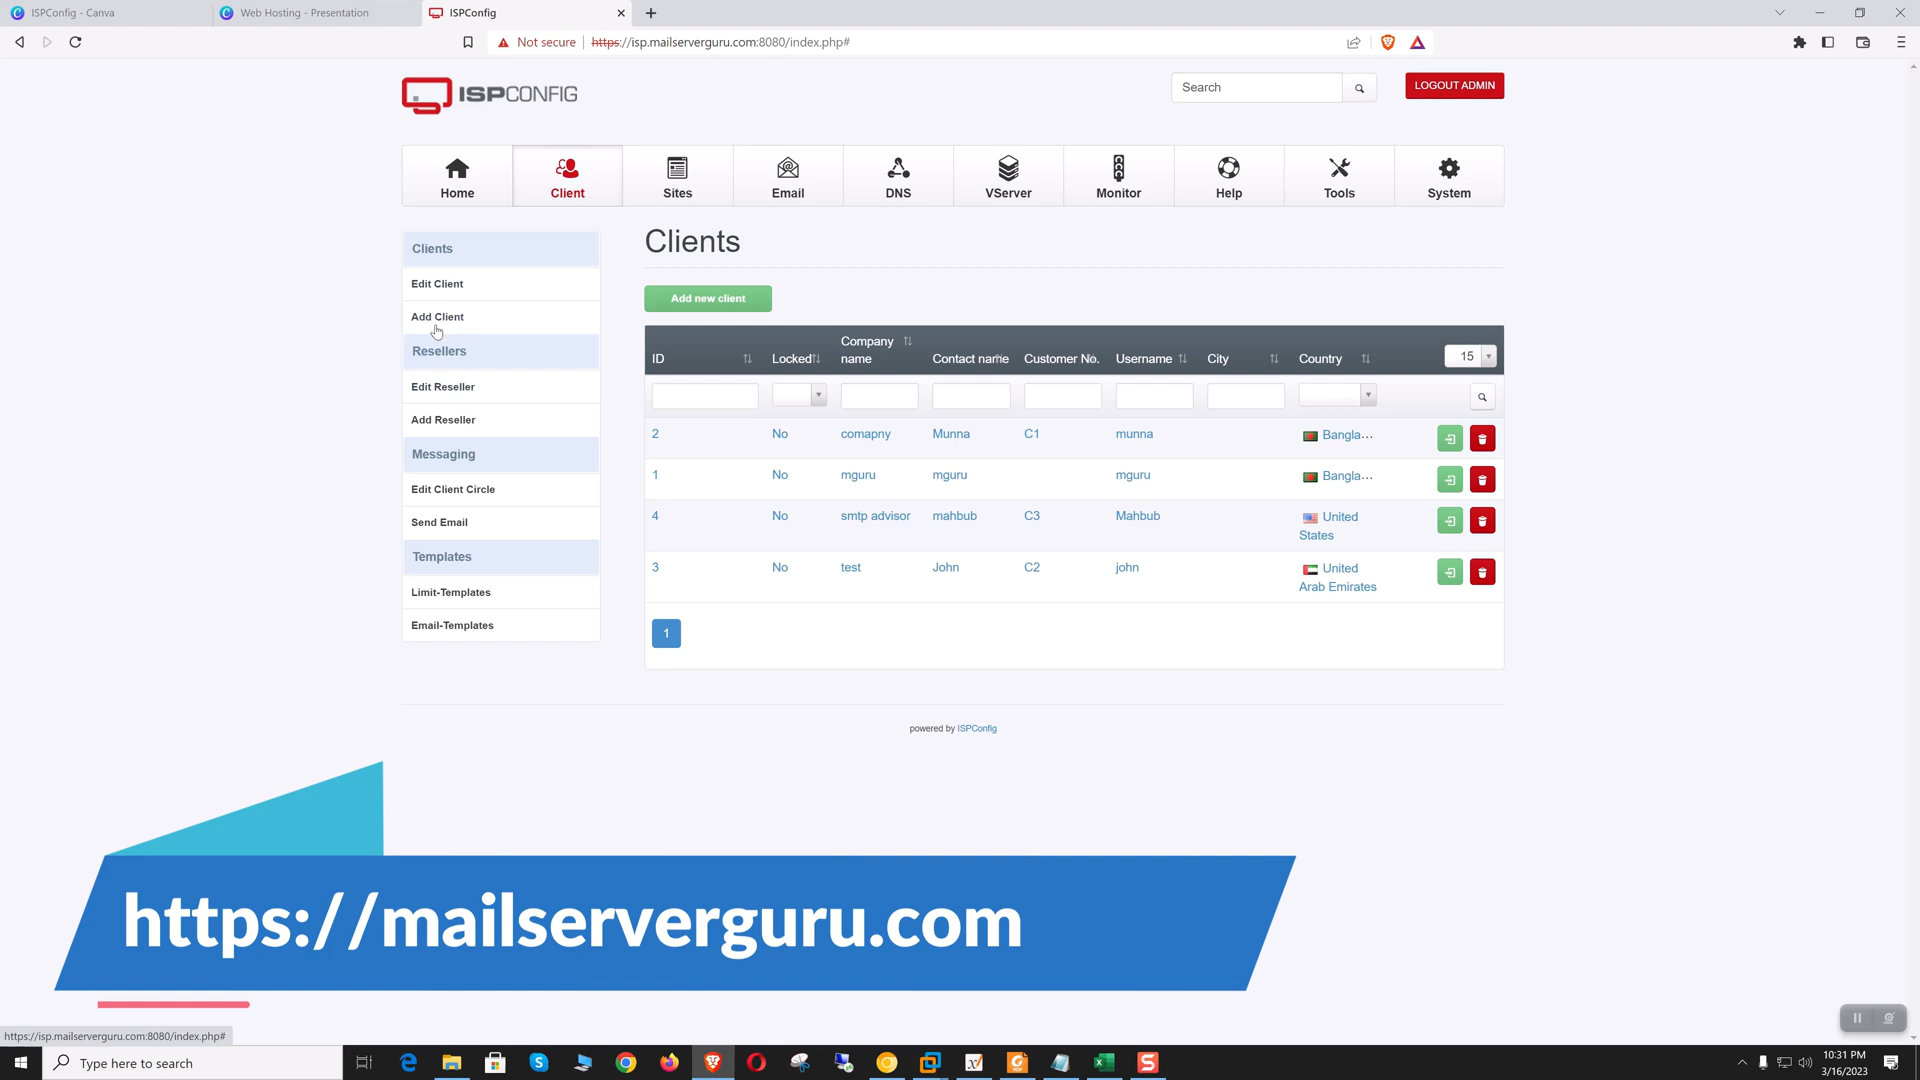 ISPConfig - Canva
Web Hosting - Presentation
ISPConfig
Not secure
https://isp.mailserverguru.com:8080/index.php#
ISPCONFIG
Search
LOGOUT ADMIN
Home
Client
Sites
Email
DNS
VServer
Monitor
Help
Tools
System
Clients
Edit Client
Add Client
Resellers
Edit Reseller
Add Reseller
Messaging
Edit Client Circle
Send Email
Templates
Limit-Templates
Email-Templates
Clients
Add new client
ID Locked Company name Contact name Customer No. Username City Country 15
2 No comapny Munna C1 munna Bangla...
1 No mguru mguru mguru Bangla...
4 No smtp advisor mahbub C3 Mahbub United
States
3 No test John C2 john United
Arab Emirates
1
powered by ISPConfig
https://mailserverguru.com
https://isp.mailserverguru.com:8080/index.php#
Type here to search
10:31 PM
3/16/2023